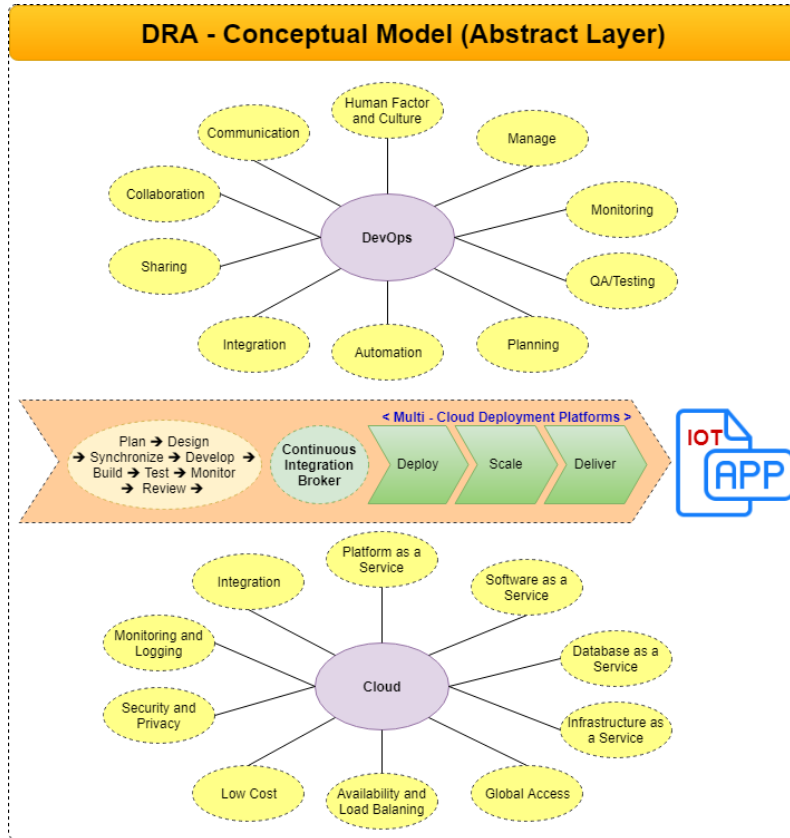 DRA - Conceptual Model (Abstract Layer)
Human Factor
and Culture
Communication
Manage
Collaboration
Monitoring
DevOps
Sharing
QA/Testing
Integration
Automation
Planning
< Multi - Cloud Deployment Platforms >
Plan ➔ Design
➔ Synchronize ➔ Develop ➔
Build ➔ Test ➔ Monitor
➔ Review ➔
Continuous
Integration
Broker
Deploy
Scale
Deliver
IOT
APP
Platform as a
Service
Integration
Software as a
Service
Monitoring and
Logging
Database as a
Service
Cloud
Security and
Privacy
Infrastructure as
a Service
Low Cost
Availability and
Load Balaning
Global Access